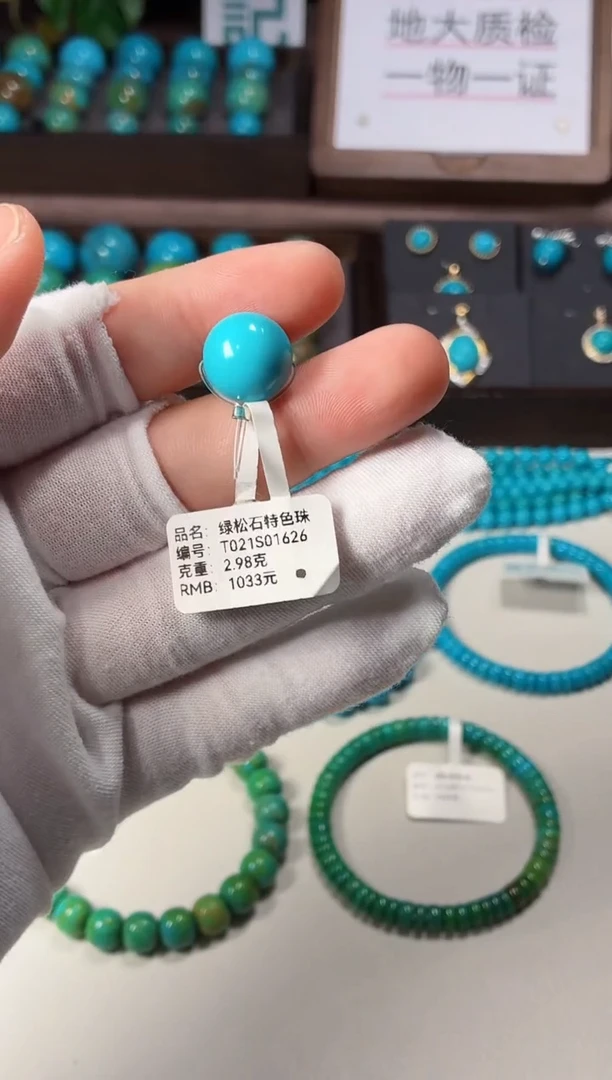 地大质检
一物一证
品名: 绿松石特色珠
编号: T021S01626
克重: 2.98克
RMB: 1033元